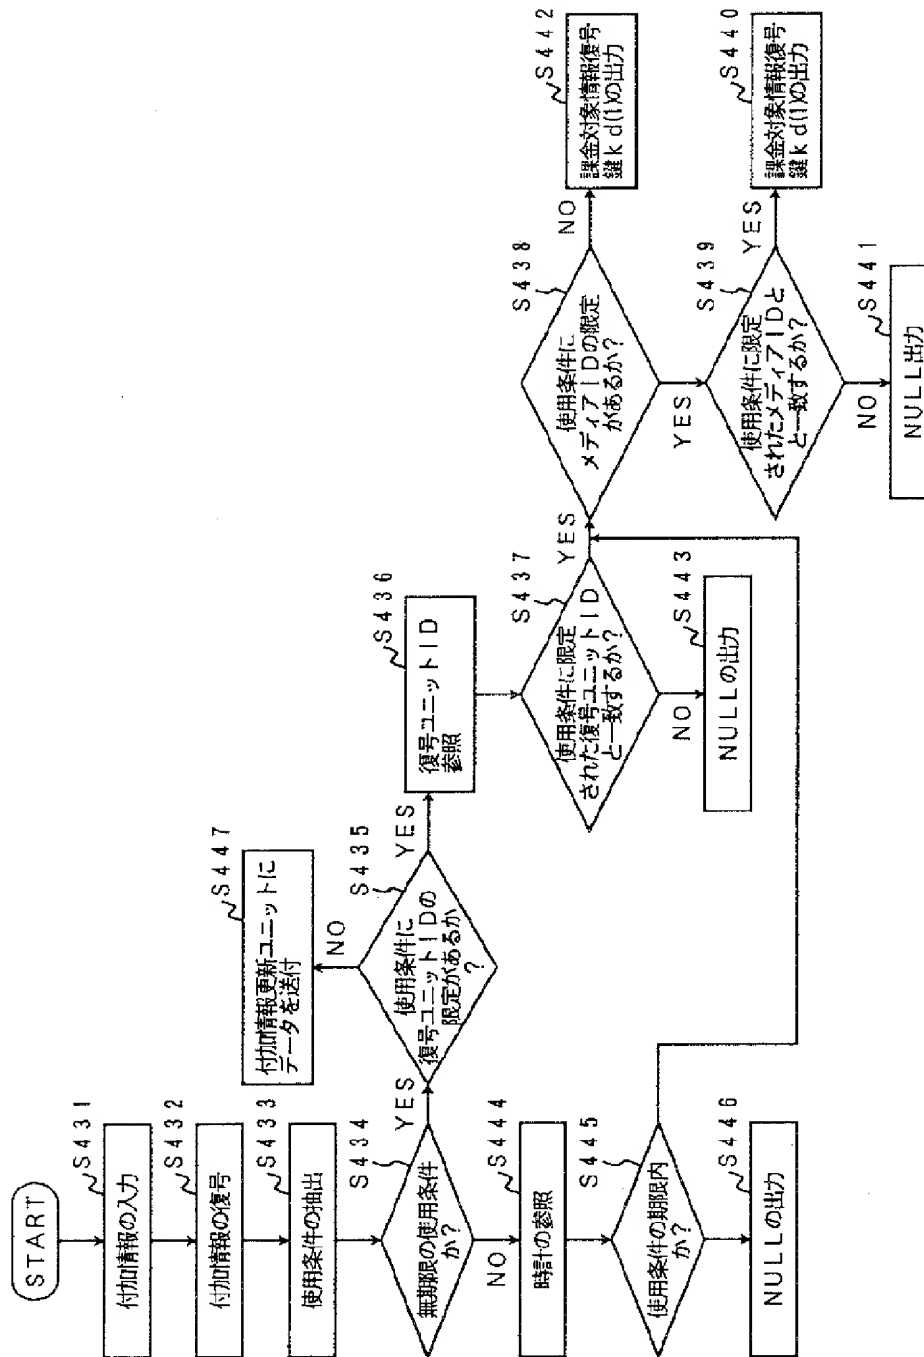 START
S431
付加情報の入力
S432
付加情報の復号
S433
使用条件の抽出
S434
無期限の使用条件
か?
YES
NO
S444
時計の参照
S445
使用条件の期限内
か?
S446
NULLの出力
S435
使用条件に
復号ユニットIDの
限定があるか
?
NO
YES
S447
付加情報更新ユニットに
データを送付
S436
復号ユニットID
参照
S437
使用条件に限定
された復号ユニットID
と一致するか?
YES
NO
S443
NULLの出力
S438
使用条件に
メディアIDの限定
があるか?
NO
YES
S442
課金対象情報復号
鍵kd(1)の出力
S439
使用条件に限定
されたメディアIDと
と一致するか?
YES
NO
S440
課金対象情報復号
鍵kd(1)の出力
S441
NULL出力